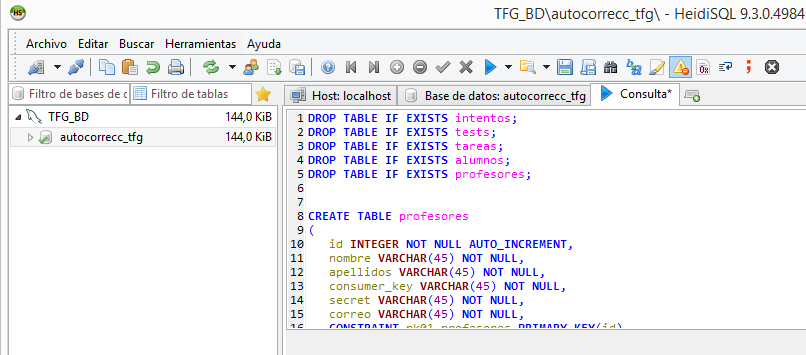 TFG_BD\autocorrecc_tfg\ - HeidiSQL 9.3.0.4984
Archivo Editar Buscar Herramientas Ayuda
Filtro de bases de d Filtro de tablas
Host: localhost Base de datos: autocorrecc_tfg Consulta*
TFG_BD 144,0 KiB
autocorrecc_tfg 144,0 KiB
1 DROP TABLE IF EXISTS intentos;
2 DROP TABLE IF EXISTS tests;
3 DROP TABLE IF EXISTS tareas;
4 DROP TABLE IF EXISTS alumnos;
5 DROP TABLE IF EXISTS profesores;
6
7
8 CREATE TABLE profesores
9 (
10 id INTEGER NOT NULL AUTO_INCREMENT,
11 nombre VARCHAR(45) NOT NULL,
12 apellidos VARCHAR(45) NOT NULL,
13 consumer_key VARCHAR(45) NOT NULL,
14 secret VARCHAR(45) NOT NULL,
15 correo VARCHAR(45) NOT NULL,
16 CONSTRAINT pk01_profesores PRIMARY KEY(id)